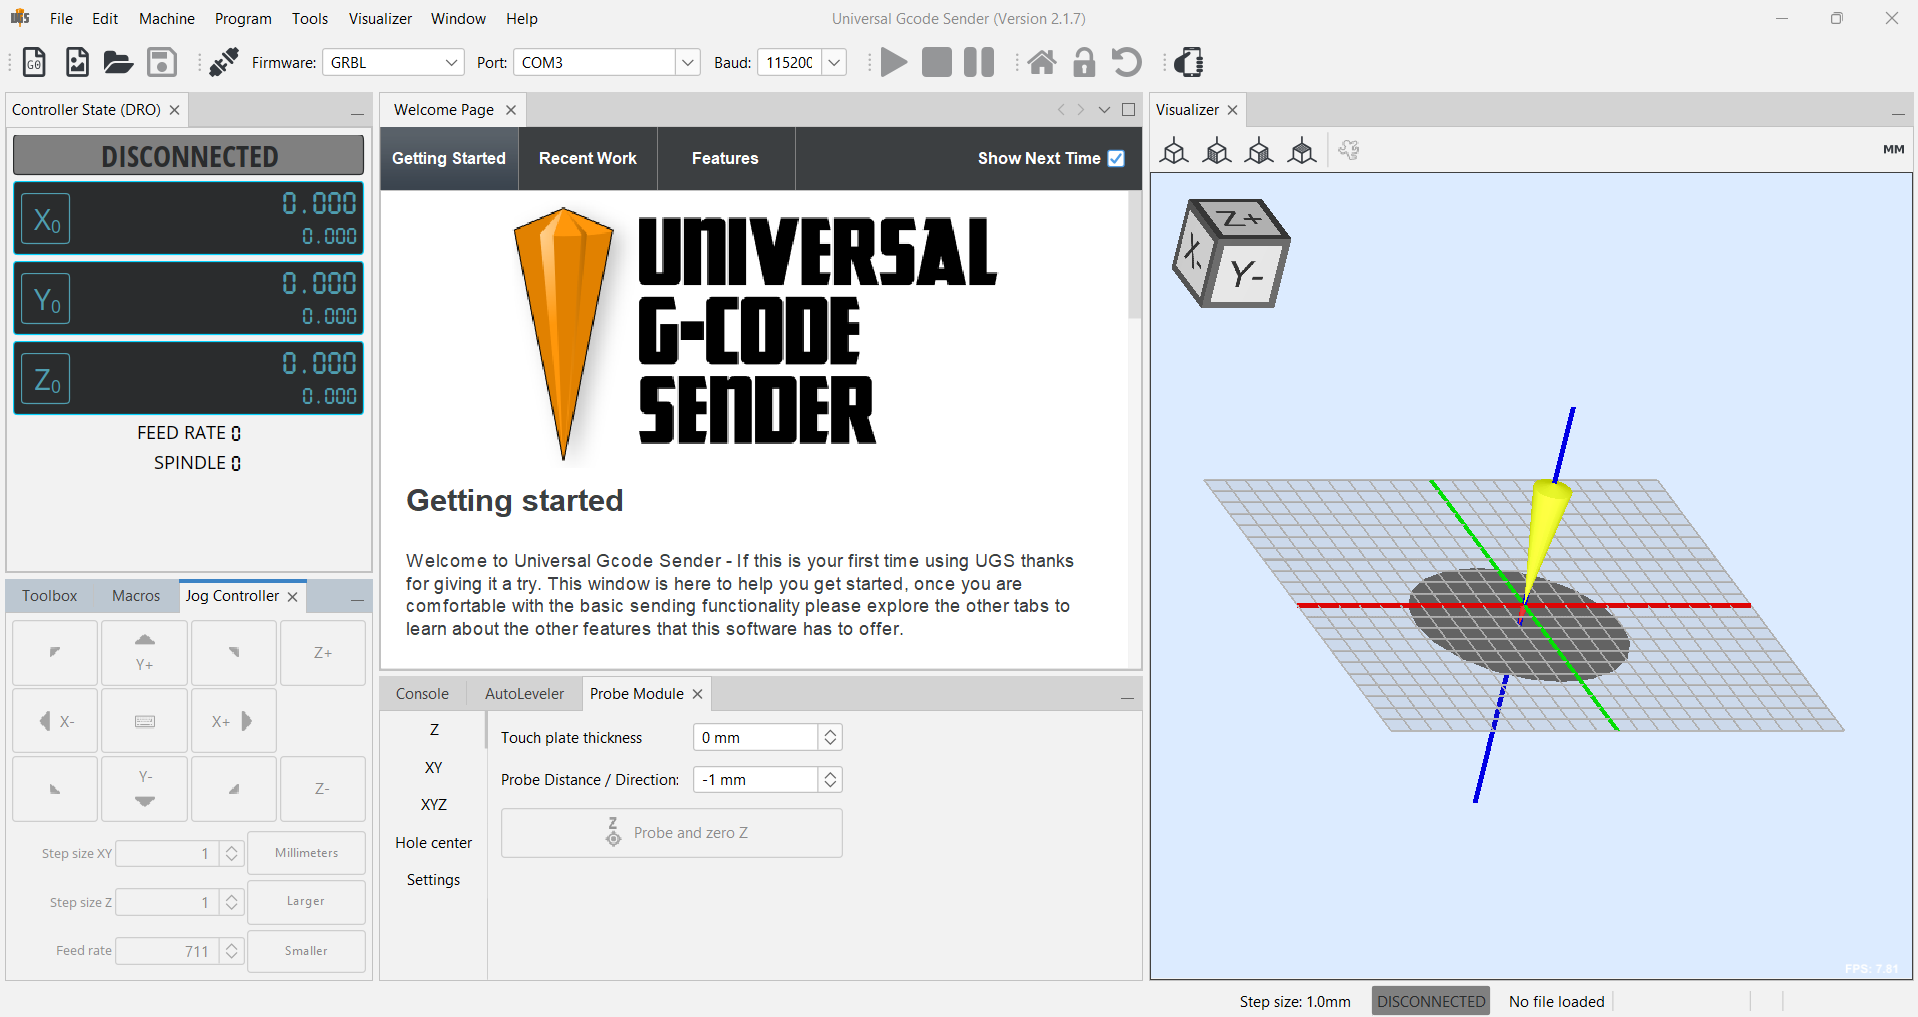 UGS
File Edit Machine Program Tools Visualizer Window Help
Universal Gcode Sender (Version 2.1.7)
G0
Firmware: GRBL Port: COM3 Baud: 115200
Controller State (DRO)
DISCONNECTED
X0 0.000
0.000
Y0 0.000
0.000
Z0 0.000
0.000
FEED RATE 0
SPINDLE 0
Toolbox Macros Jog Controller
Y+ Z+
X- X+
Y- Z-
Step size XY 1 Millimeters
Step size Z 1 Larger
Feed rate 711 Smaller
Welcome Page
Getting Started Recent Work Features Show Next Time
UNIVERSAL
G-CODE
SENDER
Getting started
Welcome to Universal Gcode Sender - If this is your first time using UGS thanks
for giving it a try. This window is here to help you get started, once you are
comfortable with the basic sending functionality please explore the other tabs to
learn about the other features that this software has to offer.
Console AutoLeveler Probe Module
Z
XY
XYZ
Hole center
Settings
Touch plate thickness 0 mm
Probe Distance / Direction: -1 mm
Z Probe and zero Z
Visualizer
MM
Z+
X-
Y-
FPS: 7.81
Step size: 1.0mm DISCONNECTED No file loaded